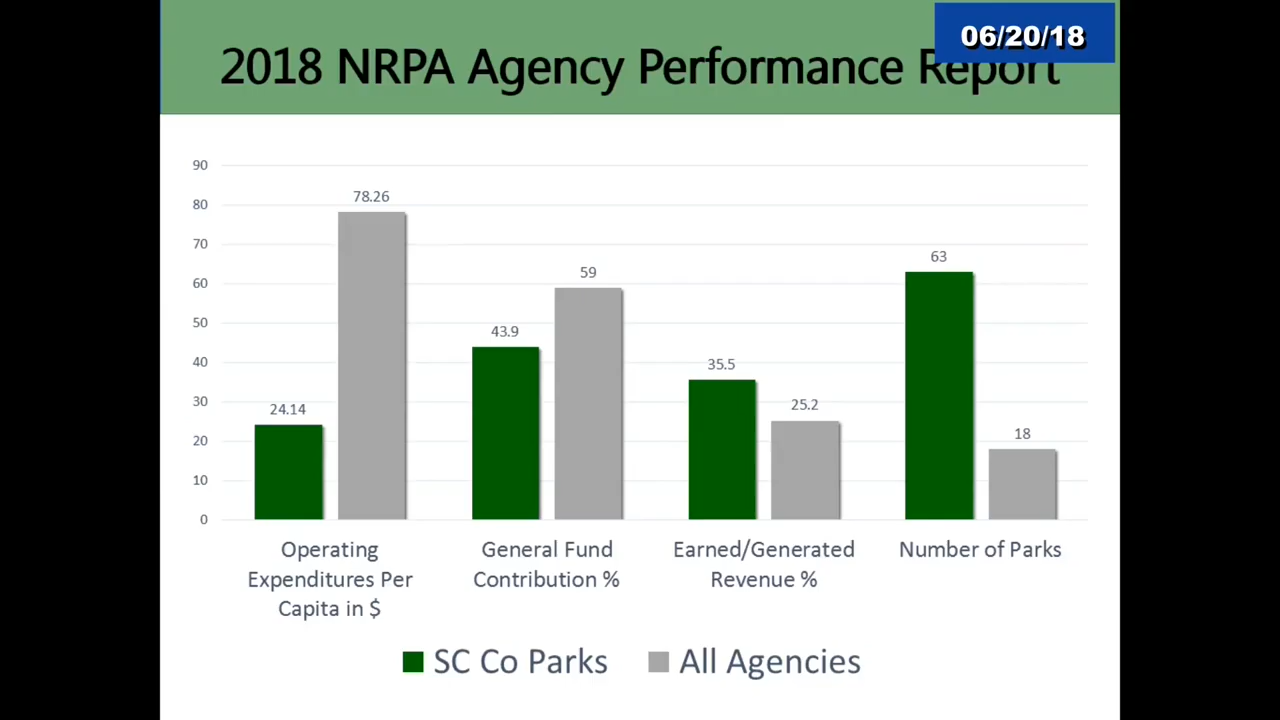 06/20/18
2018 NRPA Agency Performance Report
90
80
70
60
50
40
30
20
10
0
24.14
78.26
43.9
59
35.5
25.2
63
18
Operating
Expenditures Per
Capita in $
General Fund
Contribution %
Earned/Generated
Revenue %
Number of Parks
SC Co Parks
All Agencies